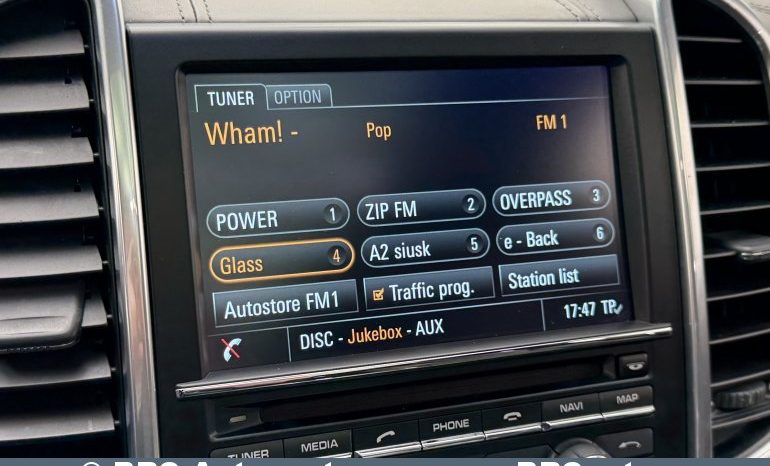 TUNER OPTION
Wham! - Pop FM 1
POWER 1 ZIP FM 2 OVERPASS 3
Glass 4 A2 siusk 5 e - Back 6
Autostore FM1 Traffic prog. Station list
DISC - Jukebox - AUX 17:47 TP
TUNER MEDIA PHONE NAVI MAP